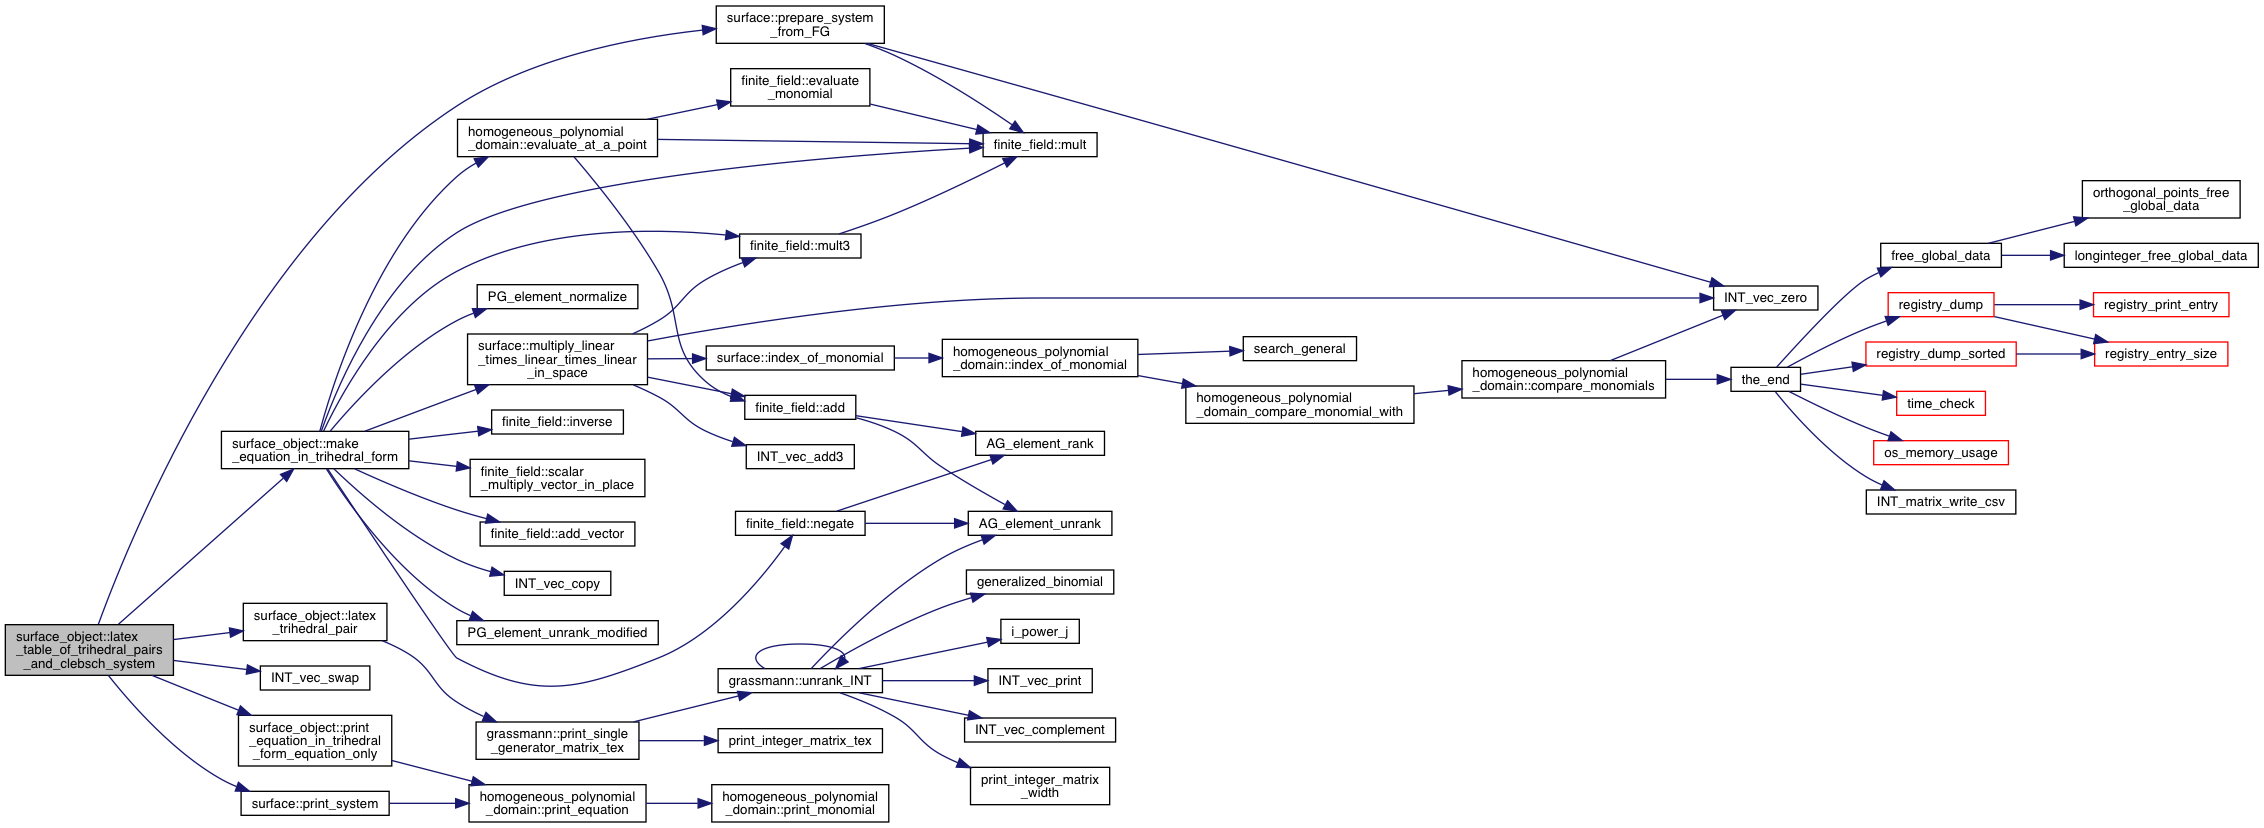 surface_object::latex
_table_of_trihedral_pairs
_and_clebsch_system
surface::prepare_system
_from_FG
finite_field::evaluate
_monomial
homogeneous_polynomial
_domain::evaluate_at_a_point
finite_field::mult
finite_field::mult3
PG_element_normalize
surface::multiply_linear
_times_linear_times_linear
_in_space
surface::index_of_monomial
homogeneous_polynomial
_domain::index_of_monomial
search_general
homogeneous_polynomial
_domain_compare_monomial_with
homogeneous_polynomial
_domain::compare_monomials
INT_vec_zero
the_end
free_global_data
orthogonal_points_free
_global_data
longinteger_free_global_data
registry_dump
registry_print_entry
registry_dump_sorted
registry_entry_size
time_check
os_memory_usage
INT_matrix_write_csv
finite_field::add
INT_vec_add3
AG_element_rank
surface_object::make
_equation_in_trihedral_form
finite_field::inverse
finite_field::scalar
_multiply_vector_in_place
finite_field::add_vector
finite_field::negate
AG_element_unrank
INT_vec_copy
PG_element_unrank_modified
generalized_binomial
i_power_j
surface_object::latex
_trihedral_pair
INT_vec_swap
grassmann::unrank_INT
INT_vec_print
INT_vec_complement
surface_object::print
_equation_in_trihedral
_form_equation_only
grassmann::print_single
_generator_matrix_tex
print_integer_matrix_tex
print_integer_matrix
_width
surface::print_system
homogeneous_polynomial
_domain::print_equation
homogeneous_polynomial
_domain::print_monomial